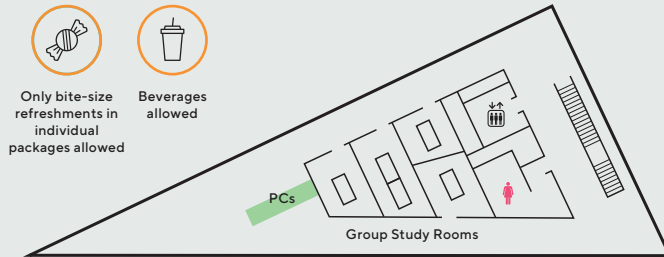 Only bite-size
refreshments in
individual
packages allowed
Beverages
allowed
PCs
Group Study Rooms